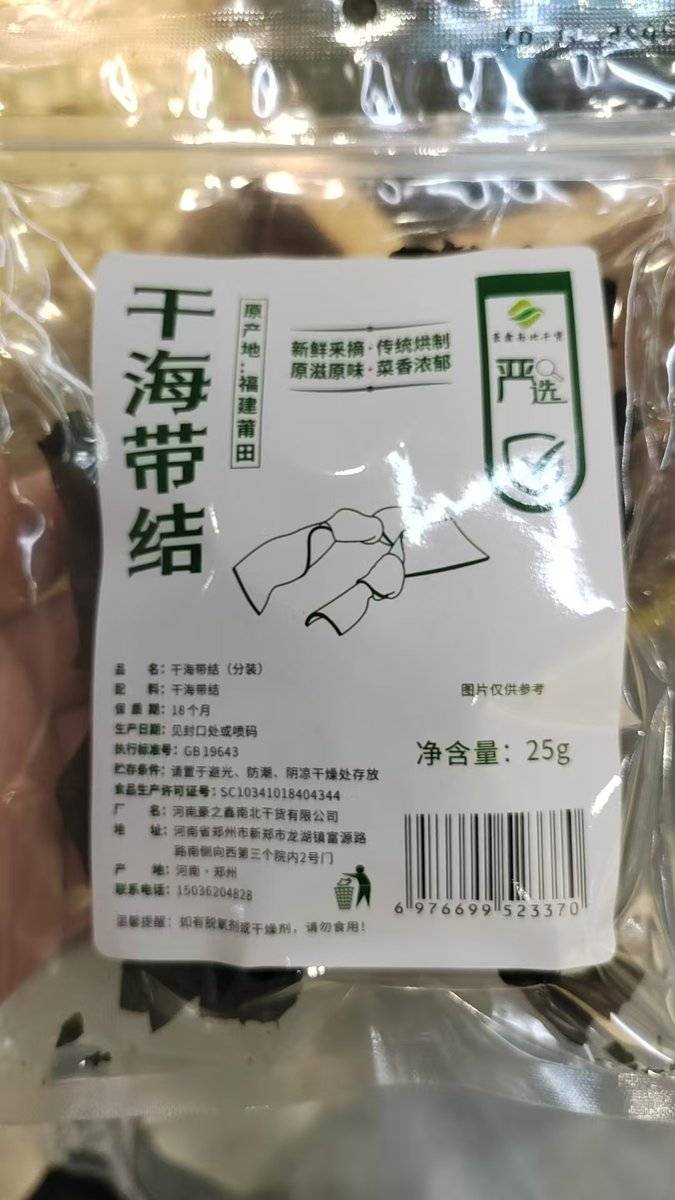 干海带结
原产地：福建莆田
新鲜采摘·传统烘制
原滋原味·菜香浓郁
严选
品 名：干海带结（分装）
配 料：干海带结
保 质 期：18个月
生产日期：见封口处或喷码
执行标准号：GB 19643
贮存条件：请置于避光、防潮、阴凉干燥处存放
食品生产许可证号：SC10341018404344
厂 名：河南豪之鑫南北干货有限公司
地 址：河南省郑州市新郑市龙湖镇富源路
路南侧向西第三个院内2号门
产 地：河南·郑州
联系电话：15036204828
温馨提醒：如有脱氧剂或干燥剂，请勿食用！
图片仅供参考
净含量：25g
6 976699 523370